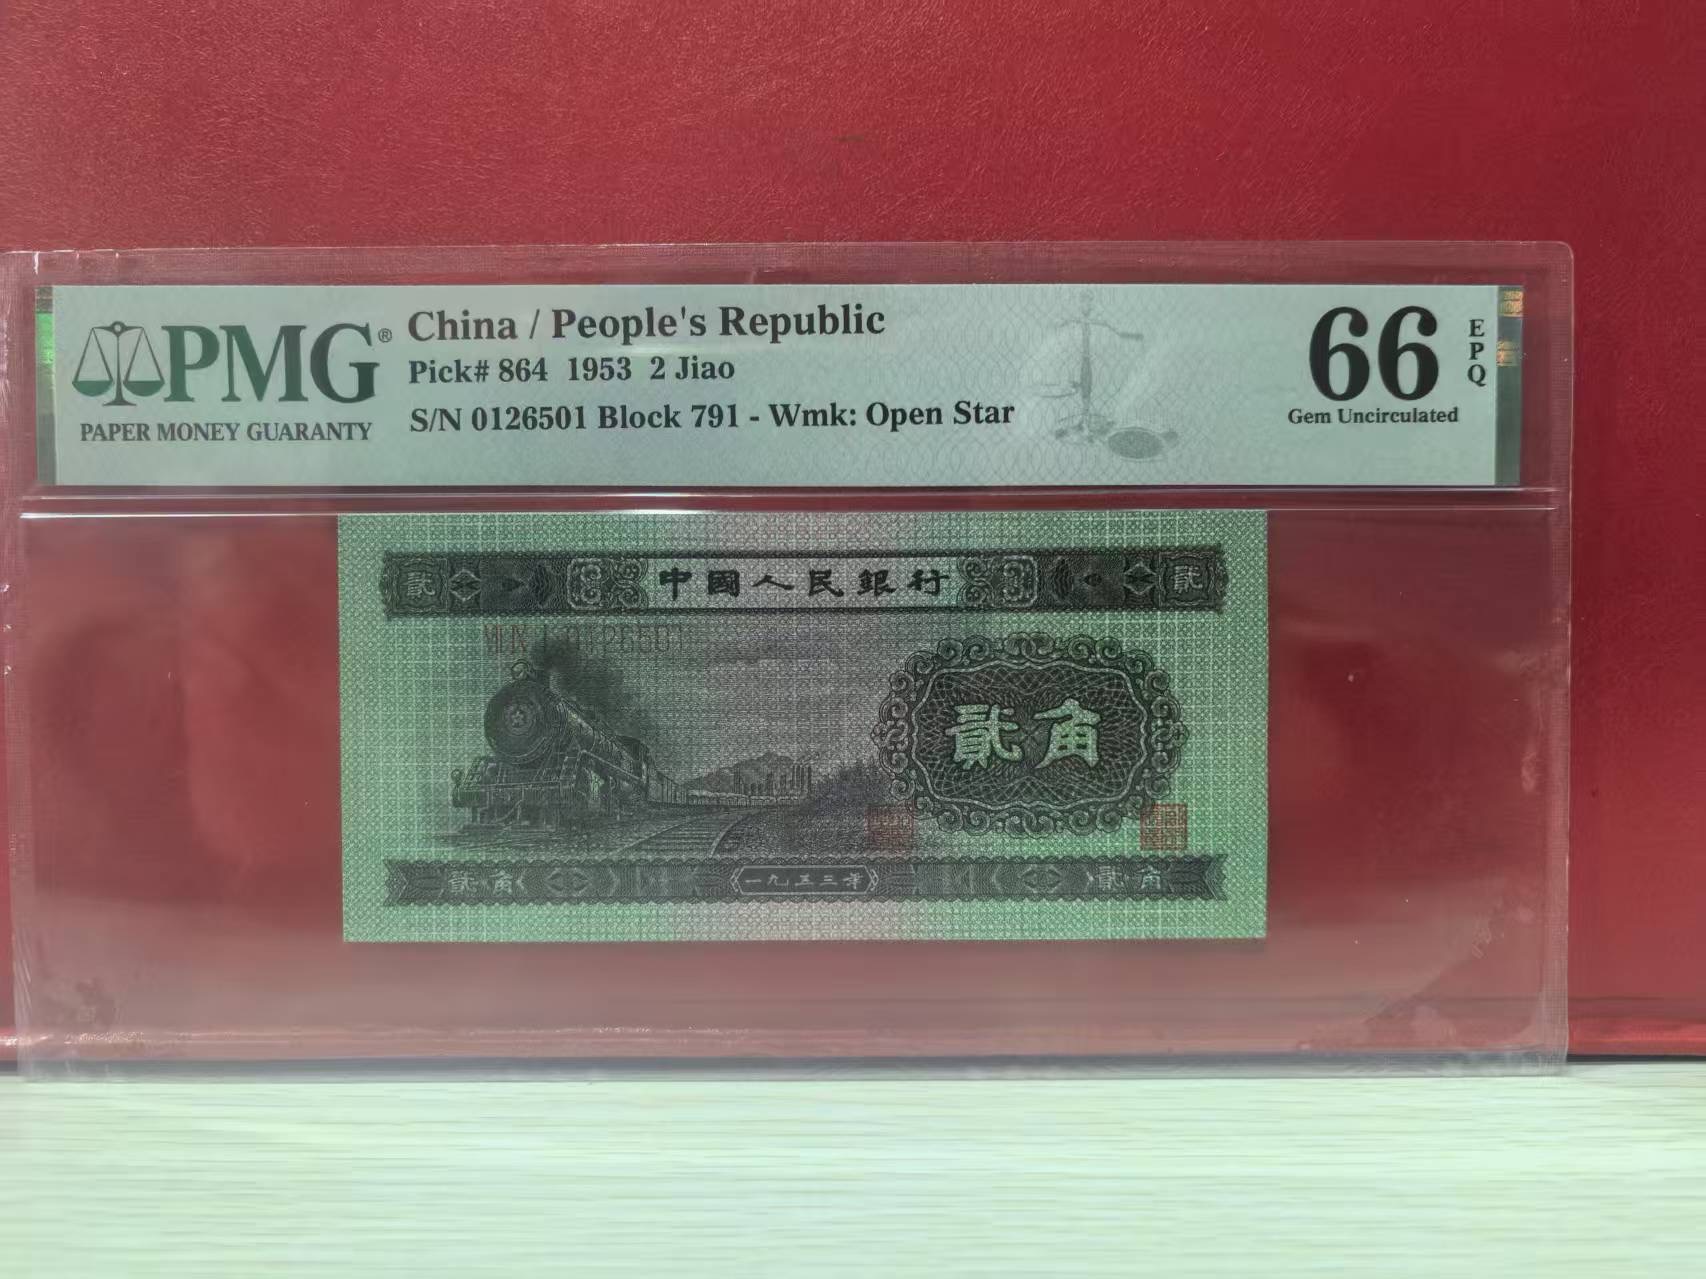 PMG®
PAPER MONEY GUARANTY
China / People's Republic
Pick# 864 1953 2 Jiao
S/N 0126501 Block 791 - Wmk: Open Star
66
EPQ
Gem Uncirculated
貳 中國人民銀行 貳
0126501
貳角
貳角 一九五三年 貳角